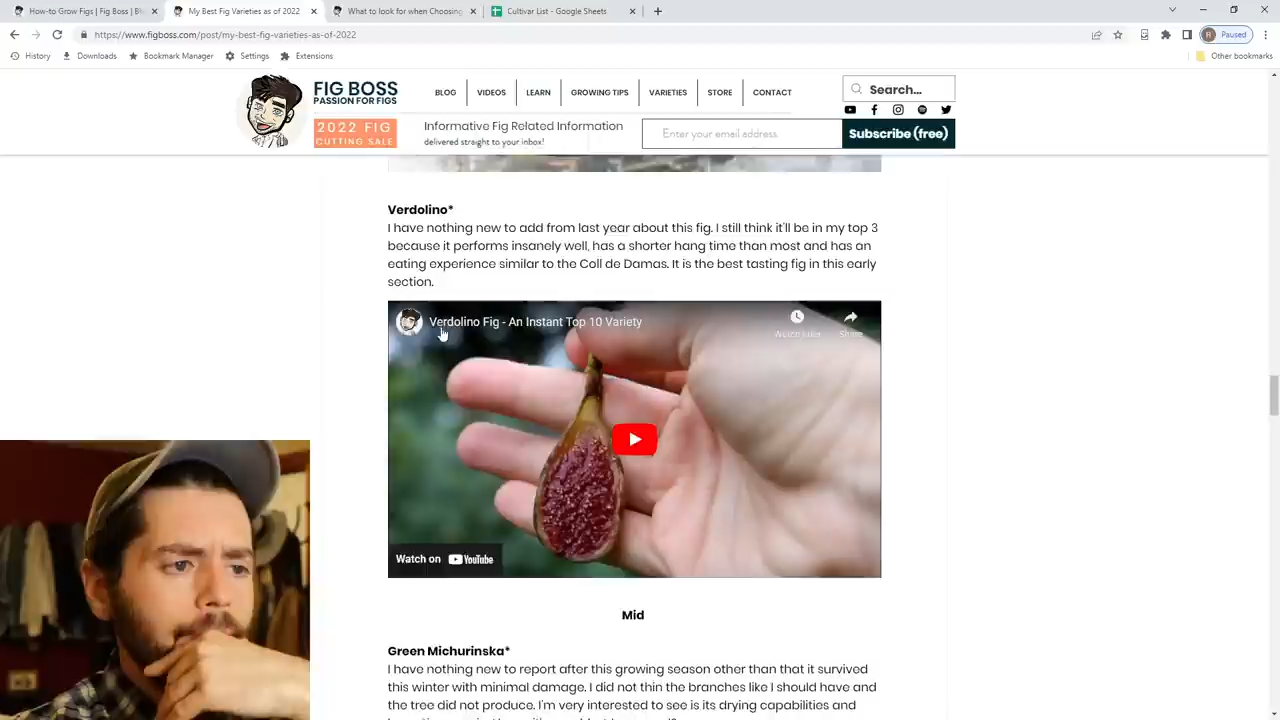 How-to Grow Figs | Fig Boss | Bl
My Best Fig Varieties as of 2022
What to look for when Choosing
Cultivar List - Google Sheets
https://www.figboss.com/post/my-best-fig-varieties-as-of-2022
R Paused
History
Downloads
Bookmark Manager
Settings
Extensions
Other bookmarks
FIG BOSS
PASSION FOR FIGS
BLOG
VIDEOS
LEARN
GROWING TIPS
VARIETIES
STORE
CONTACT
Search...
2022 FIG
CUTTING SALE
Informative Fig Related Information
delivered straight to your inbox!
Enter your email address.
Subscribe (free)
Verdolino*
I have nothing new to add from last year about this fig. I still think it'll be in my top 3
because it performs insanely well, has a shorter hang time than most and has an
eating experience similar to the Coll de Damas. It is the best tasting fig in this early
section.
Verdolino Fig - An Instant Top 10 Variety
Watch later
Share
Watch on YouTube
Mid
Green Michurinska*
I have nothing new to report after this growing season other than that it survived
this winter with minimal damage. I did not thin the branches like I should have and
the tree did not produce. I'm very interested to see is its drying capabilities and